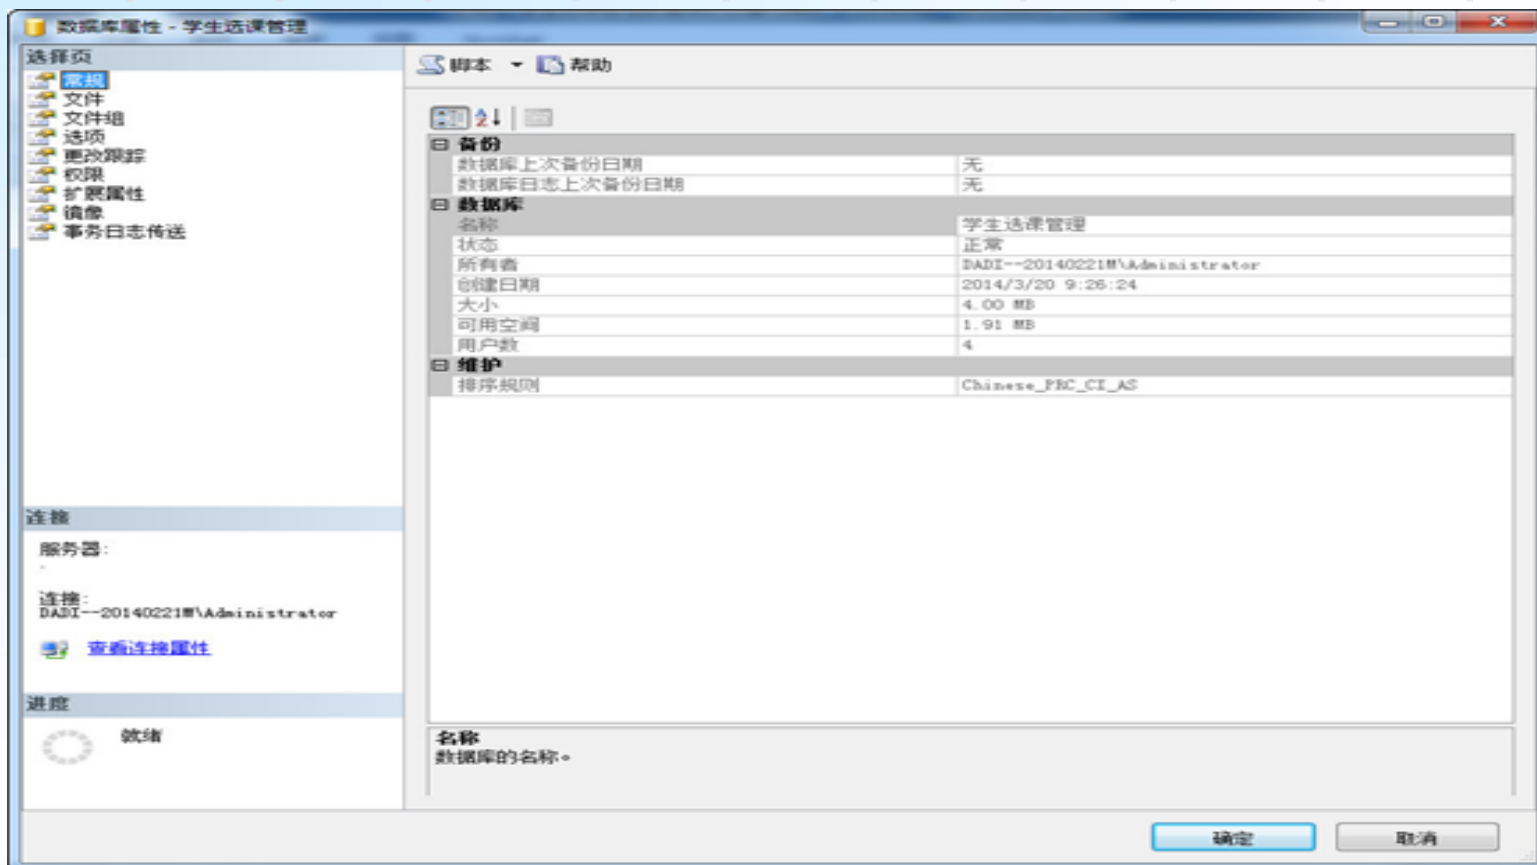 数据库属性 - 学生选课管理
选择页
常规
文件
文件组
选项
更改跟踪
权限
扩展属性
镜像
事务日志传送
连接
服务器:
.
连接:
DADI--20140221W\Administrator
查看连接属性
进度
就绪
脚本 帮助
备份
数据库上次备份日期 无
数据库日志上次备份日期 无
数据库
名称 学生选课管理
状态 正常
所有者 DADI--20140221W\Administrator
创建日期 2014/3/20 9:26:24
大小 4.00 MB
可用空间 1.91 MB
用户数 4
维护
排序规则 Chinese_PRC_CI_AS
名称
数据库的名称。
确定 取消